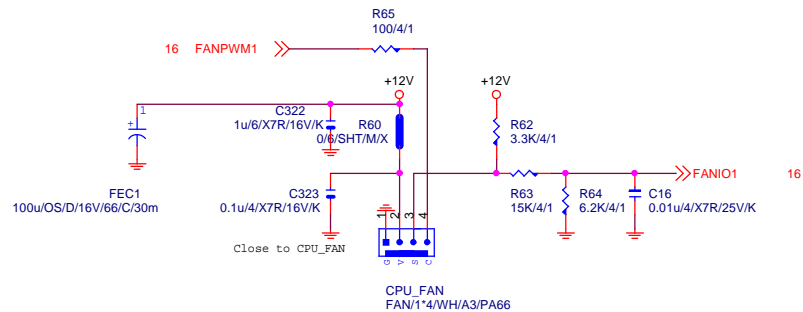 R65
100/4/1
16 FANPWM1
+12V
+12V
1
+
C322
1u/6/X7R/16V/K
R60
0/6/SHT/M/X
R62
3.3K/4/1
FANIO1 16
FEC1
100u/OS/D/16V/66/C/30m
C323
0.1u/4/X7R/16V/K
R63
15K/4/1
R64
6.2K/4/1
C16
0.01u/4/X7R/25V/K
1 2 3 4
Close to CPU_FAN
G V S C
CPU_FAN
FAN/1*4/WH/A3/PA66